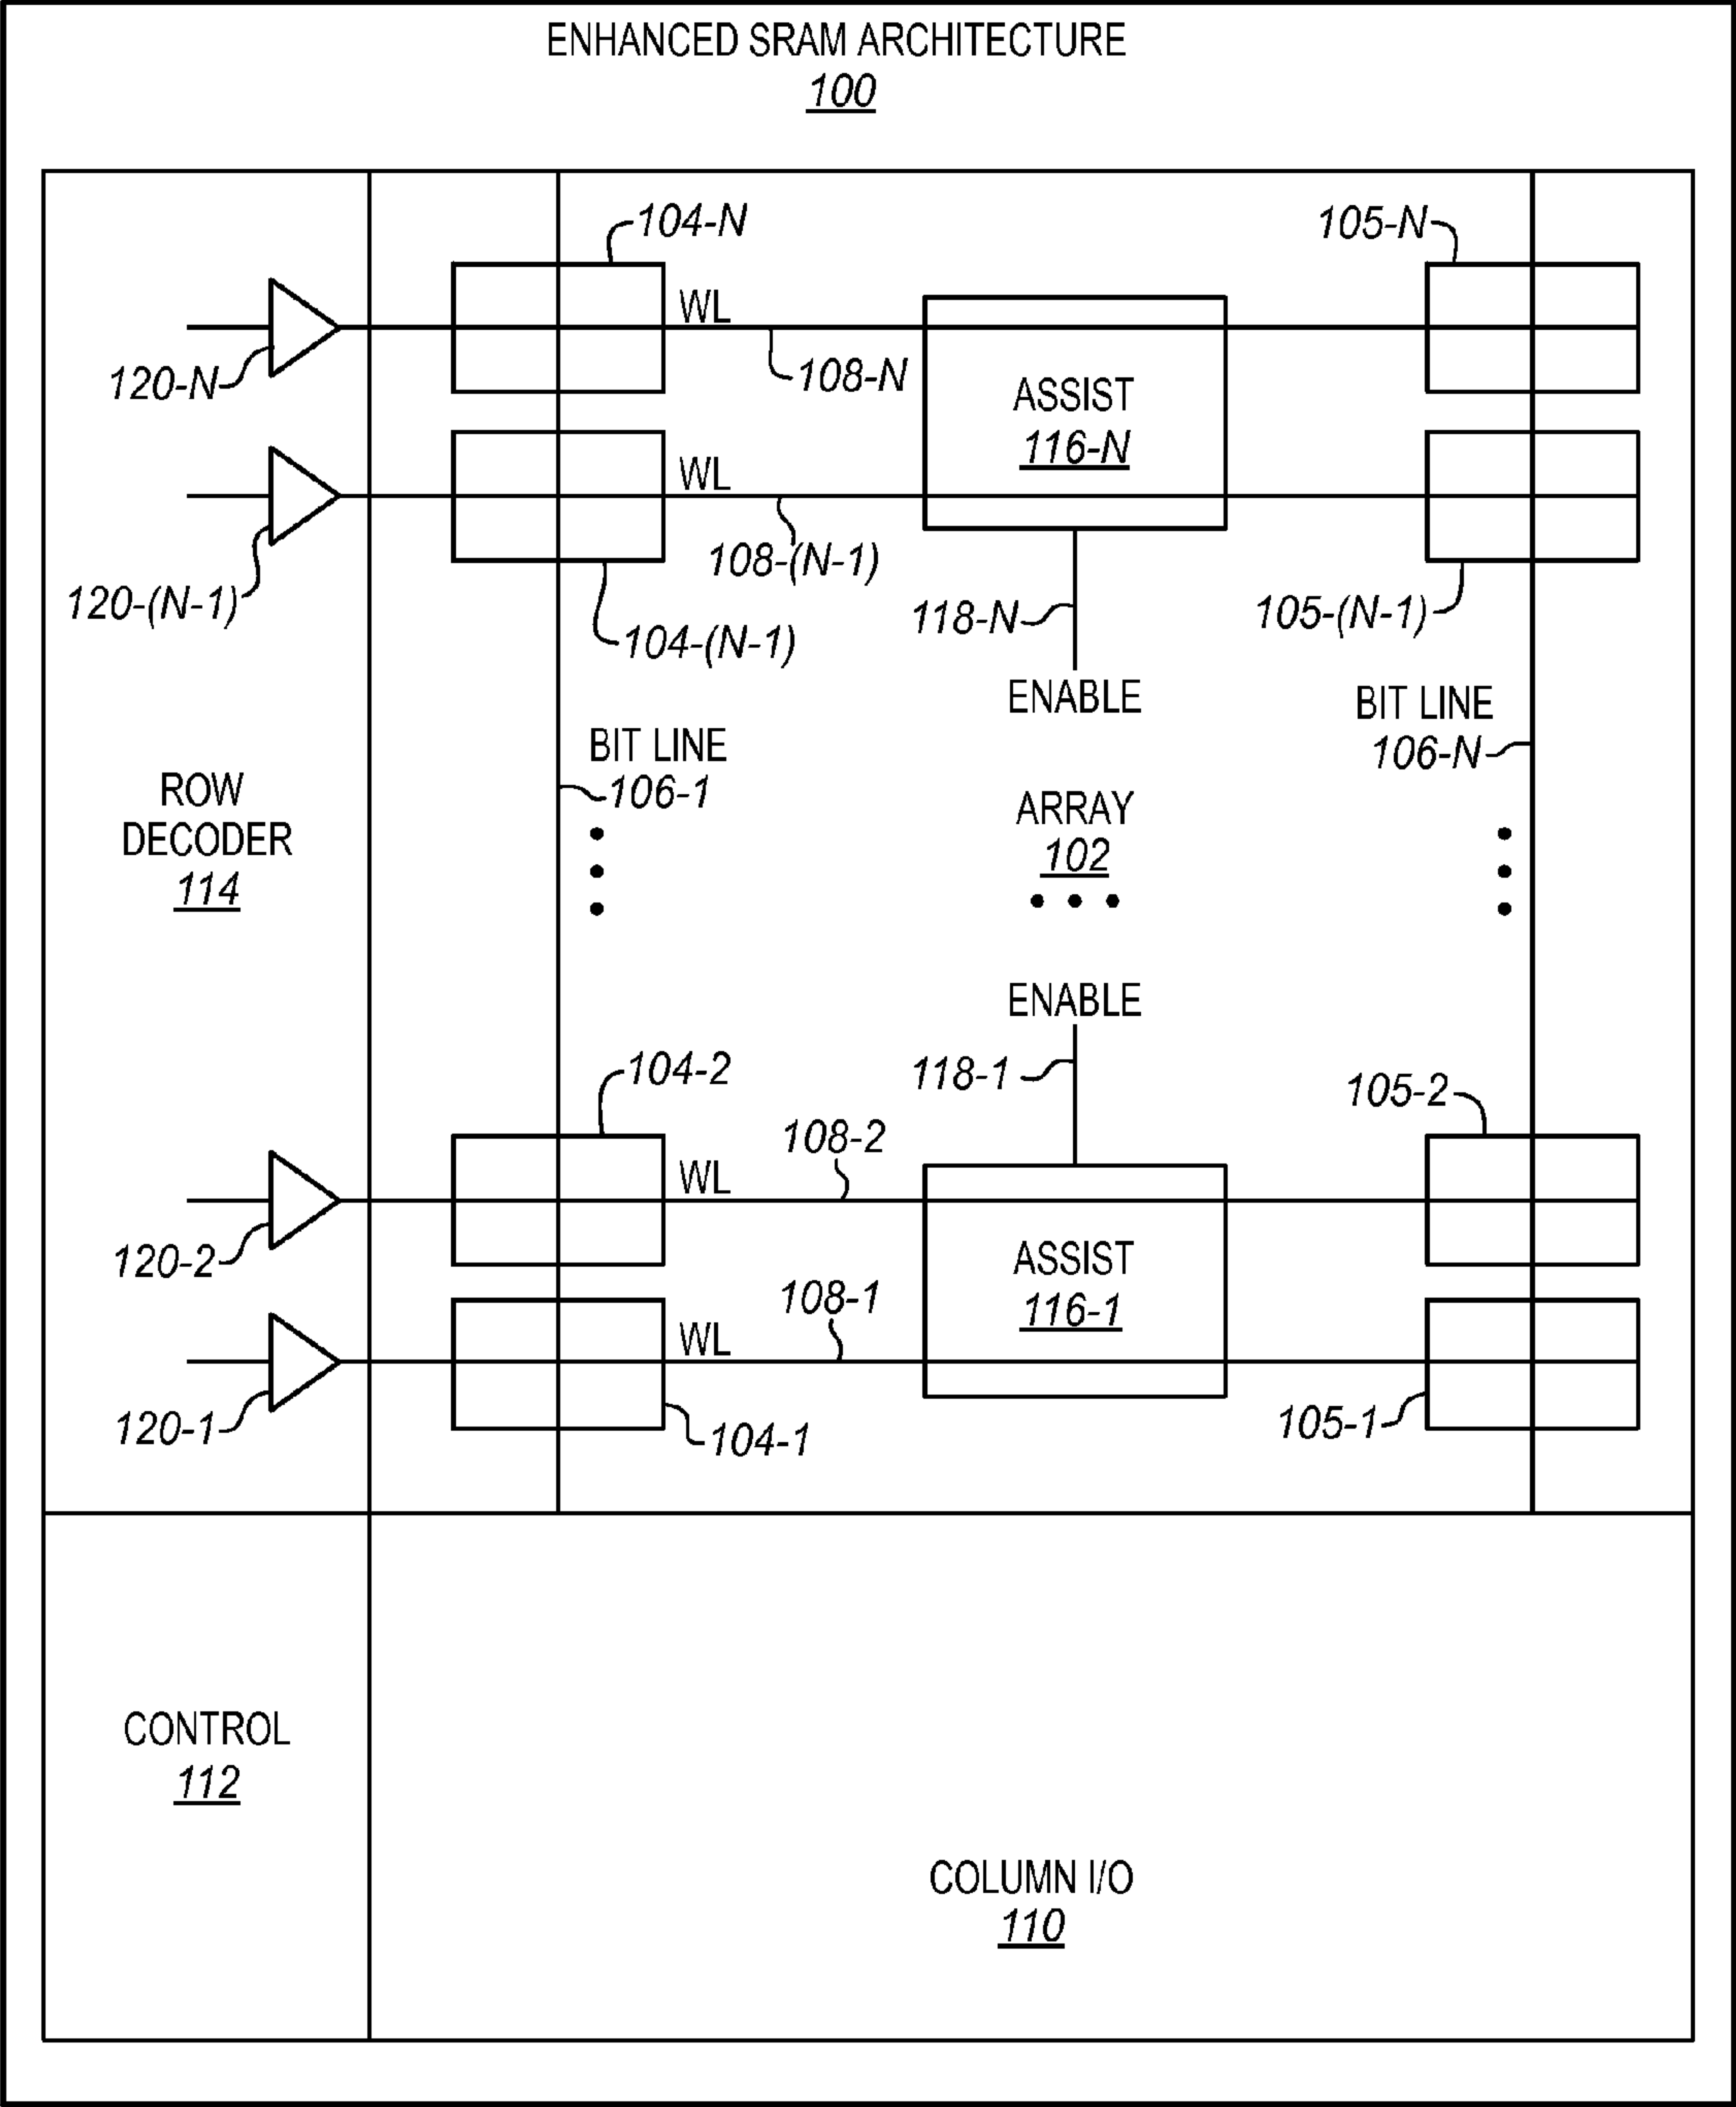 ENHANCED SRAM ARCHITECTURE
100
104-N
105-N
WL
120-N
108-N
ASSIST
116-N
WL
108-(N-1)
120-(N-1)
104-(N-1)
118-N
105-(N-1)
ENABLE
BIT LINE
106-N
BIT LINE
106-1
ROW
DECODER
114
ARRAY
102
ENABLE
104-2
118-1
105-2
108-2
WL
120-2
ASSIST
116-1
108-1
WL
120-1
104-1
105-1
CONTROL
112
COLUMN I/O
110